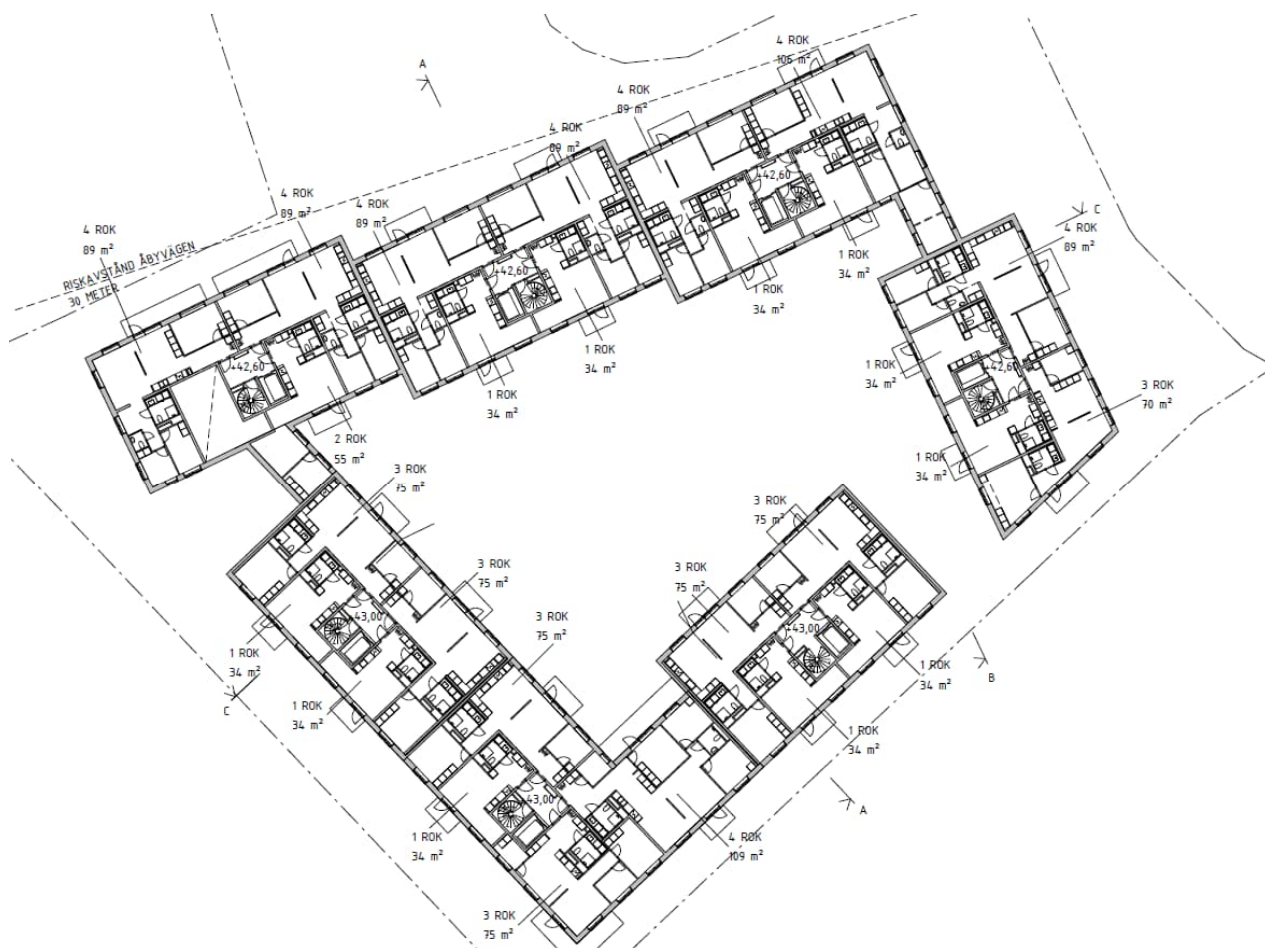 4 ROK
106 m²
A
4 ROK
89 m²
4 ROK
89 m²
+42,60
4 ROK
89 m²
4 ROK
89 m²
C
4 ROK
89 m²
4 ROK
89 m²
RISKAVSTÅND ÅBYVÄGEN
30 METER
1 ROK
34 m²
+42,60
1 ROK
34 m²
1 ROK
34 m²
+42,60
1 ROK
34 m²
+42,60
1 ROK
34 m²
3 ROK
70 m²
2 ROK
55 m²
1 ROK
34 m²
3 ROK
75 m²
3 ROK
75 m²
3 ROK
75 m²
3 ROK
75 m²
+43,00
3 ROK
75 m²
+43,00
1 ROK
34 m²
C
1 ROK
34 m²
B
1 ROK
34 m²
1 ROK
34 m²
+43,00
A
1 ROK
34 m²
4 ROK
109 m²
3 ROK
75 m²